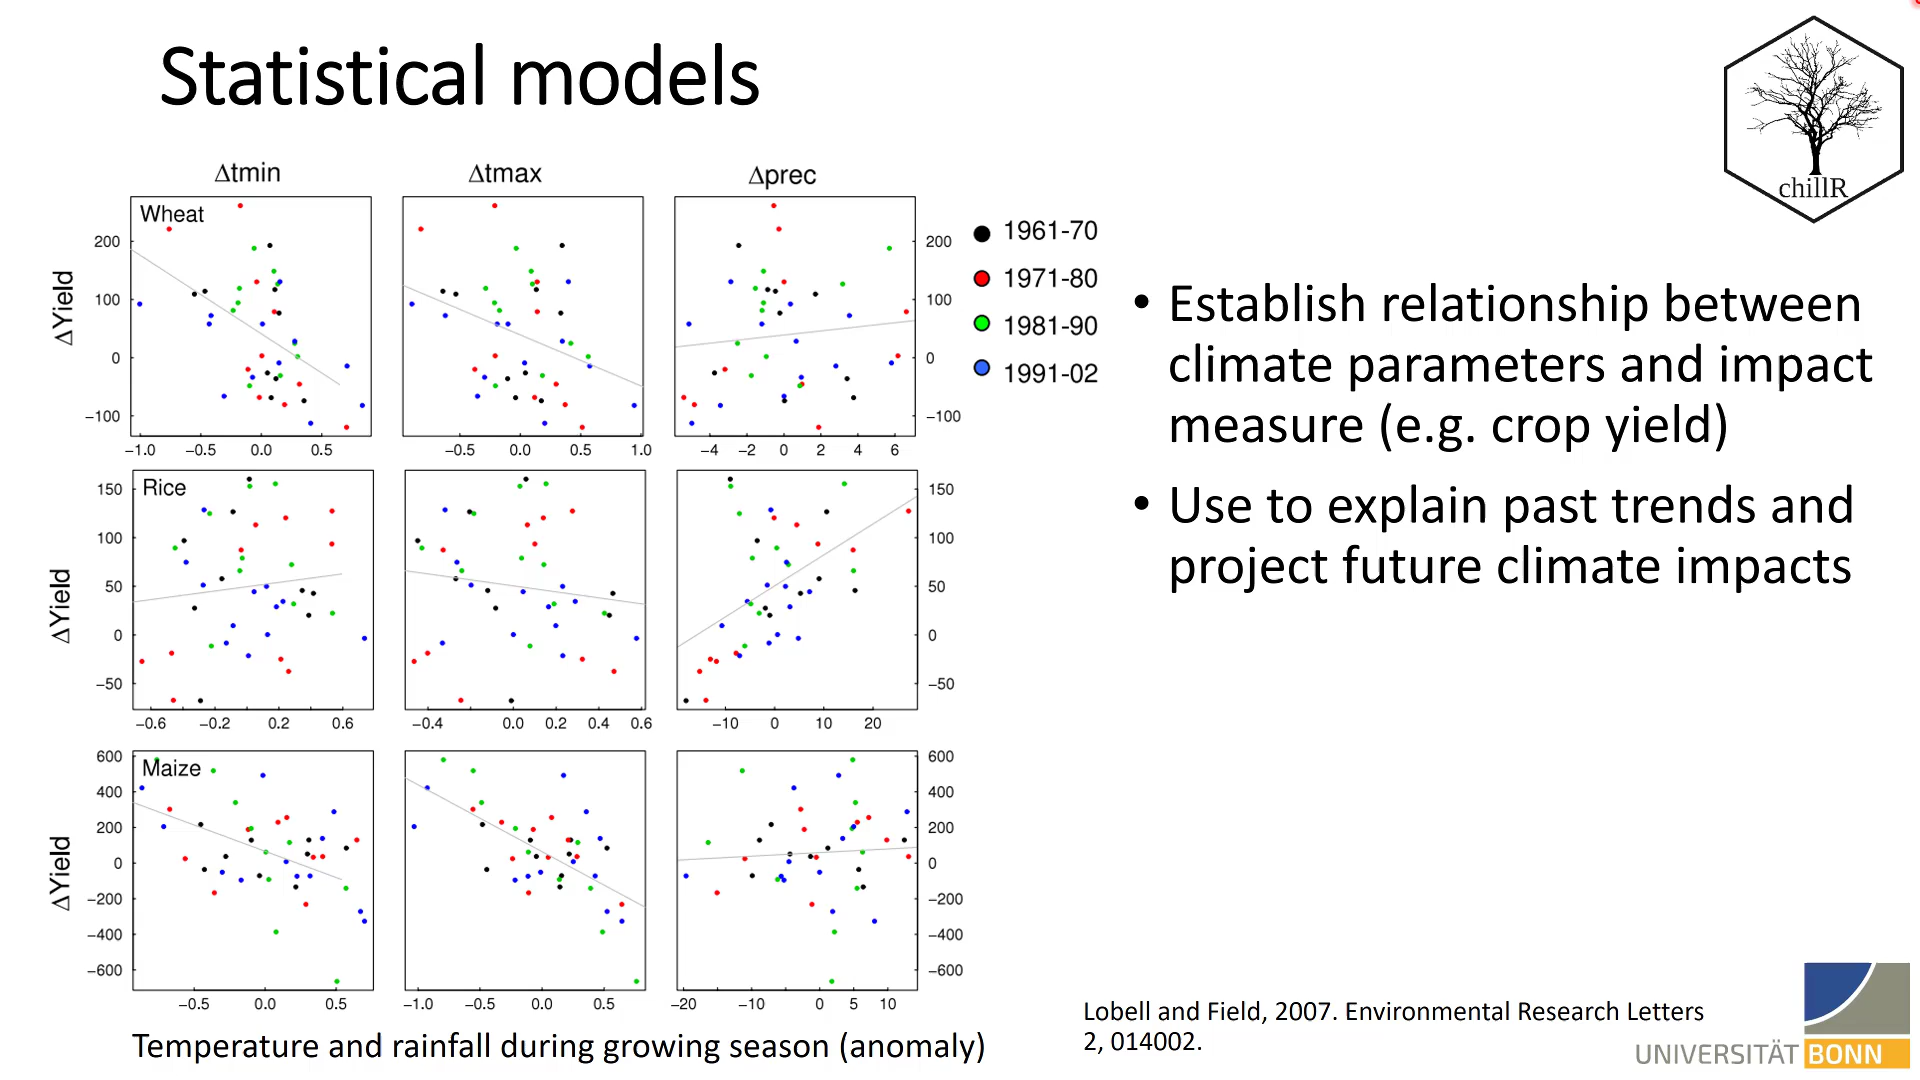 Statistical models
chillR
Δtmin
Δtmax
Δprec
Wheat
ΔYield
200
100
0
−100
−1.0 −0.5 0.0 0.5
−0.5 0.0 0.5 1.0
−4 −2 0 2 4 6
200
100
0
−100
1961-70
1971-80
1981-90
1991-02
Rice
ΔYield
150
100
50
0
−50
−0.6 −0.2 0.2 0.6
−0.4 0.0 0.2 0.4 0.6
−10 0 10 20
150
100
50
0
−50
Maize
ΔYield
600
400
200
0
−200
−400
−600
−0.5 0.0 0.5
−1.0 −0.5 0.0 0.5
−20 −10 0 5 10
600
400
200
0
−200
−400
−600
Temperature and rainfall during growing season (anomaly)
• Establish relationship between
climate parameters and impact
measure (e.g. crop yield)
• Use to explain past trends and
project future climate impacts
Lobell and Field, 2007. Environmental Research Letters
2, 014002.
UNIVERSITÄT BONN